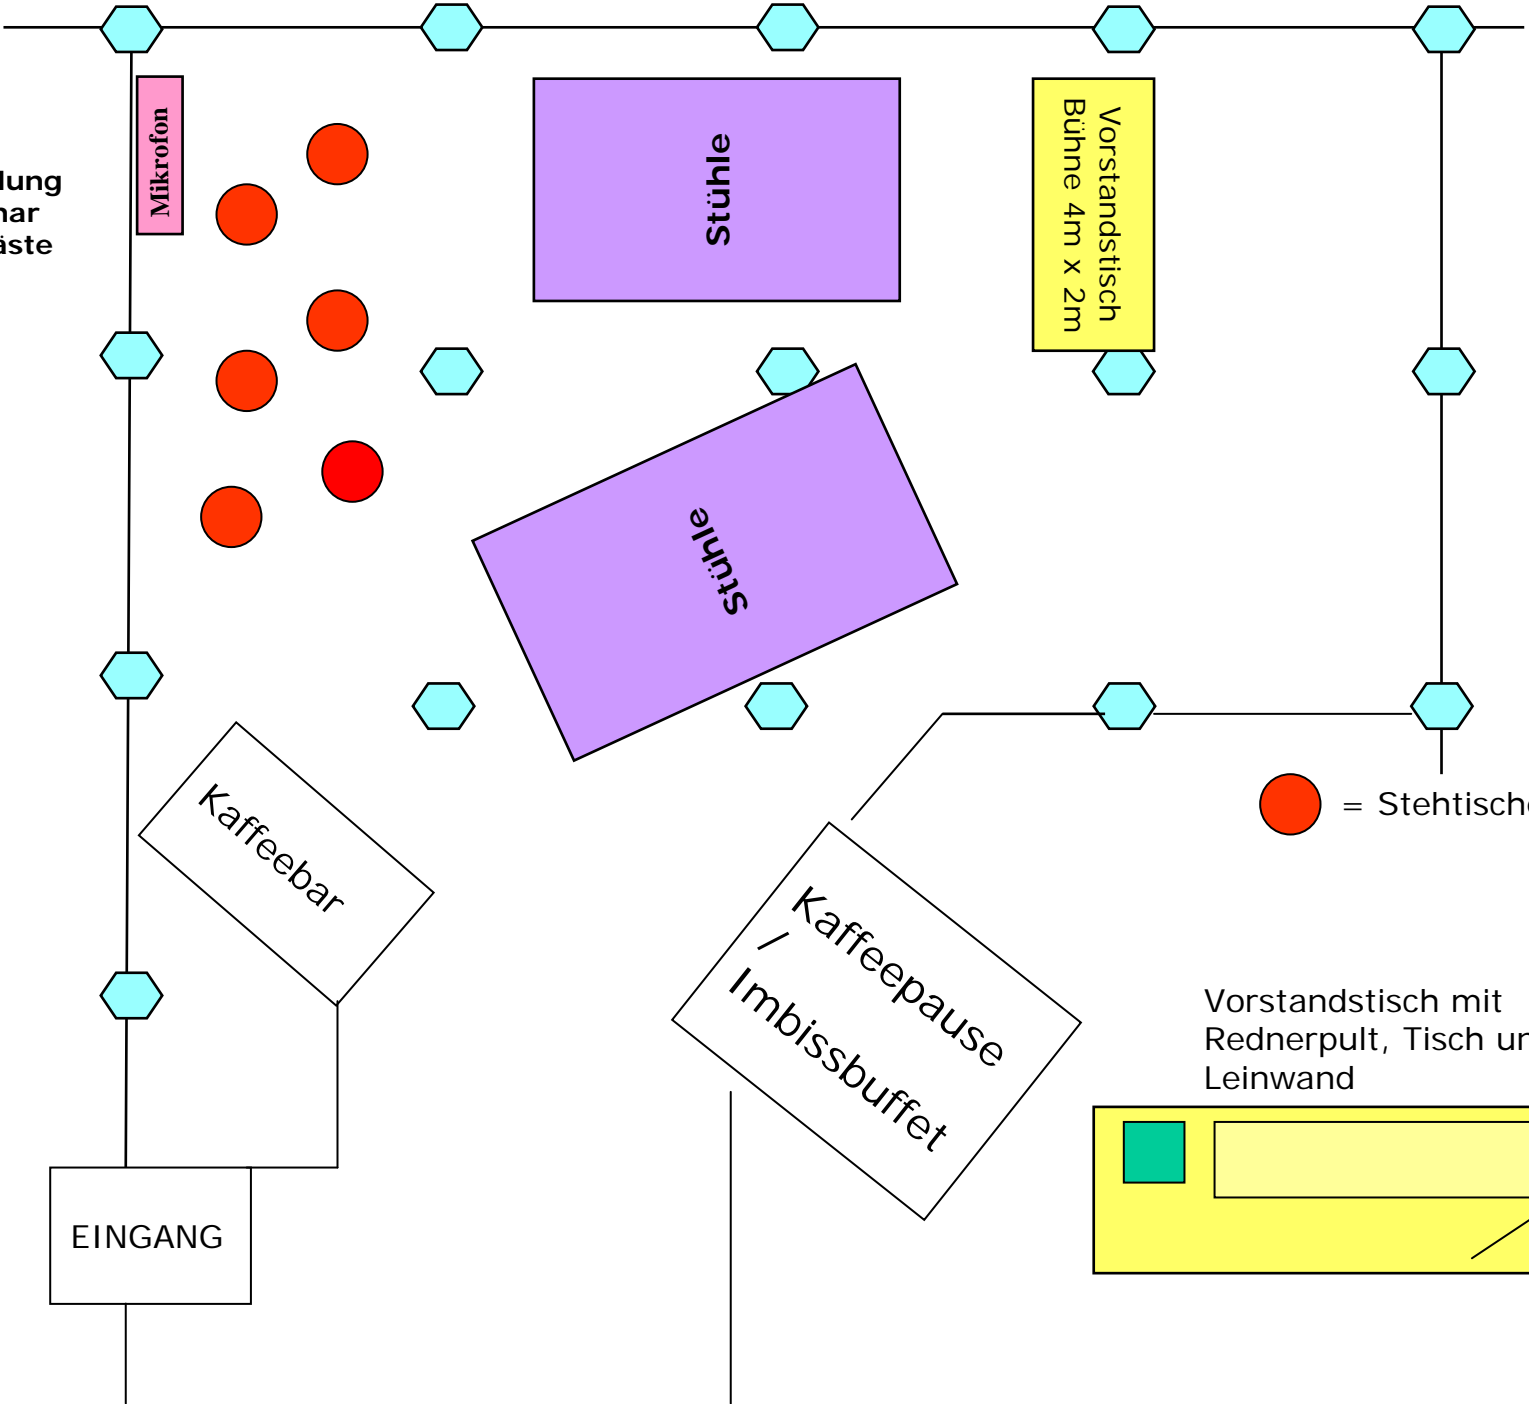 Mikrofon
Stühle
Vorstandstisch
Bühne 4m x 2m
Stühle
Kaffeebar
= Stehtische
Kaffeepause
/
Imbissbuffet
Vorstandstisch mit
Rednerpult, Tisch
Leinwand
EINGANG